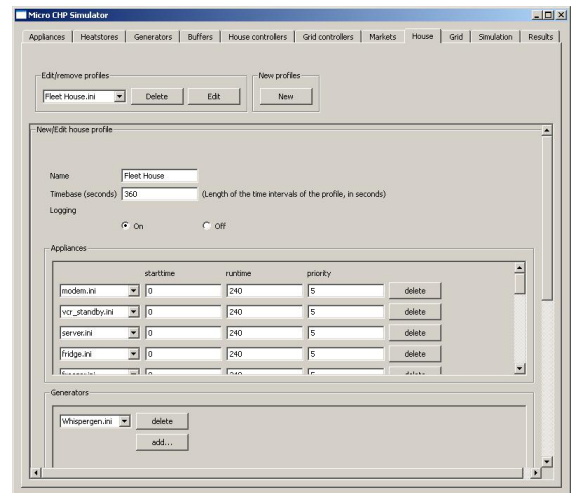 Micro CHP Simulator
Appliances Heatstores Generators Buffers House controllers Grid controllers Markets House Grid Simulation Results
Edit/remove profiles New profiles
Fleet House.ini Delete Edit New
New/Edit house profile
Name Fleet House
Timebase (seconds) 360 (Length of the time intervals of the profile, in seconds)
Logging
On Off
Appliances
starttime runtime priority
modem.ini 0 240 5 delete
vcr_standby.ini 0 240 5 delete
server.ini 0 240 5 delete
fridge.ini 0 240 5 delete
0 240 5 delete
Generators
Whispergen.ini delete
add...